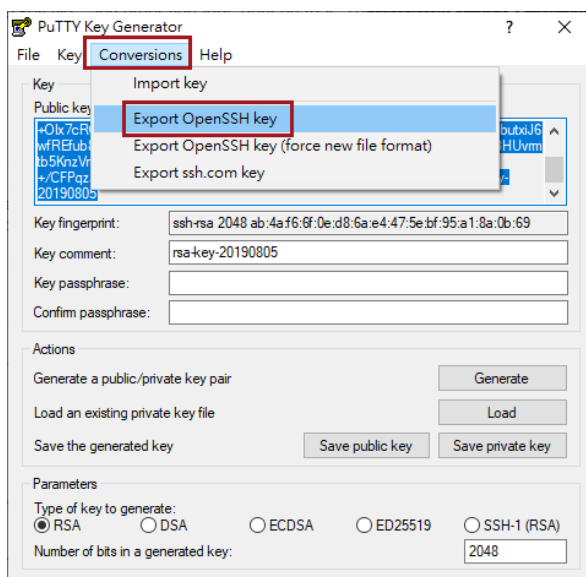 PuTTY Key Generator ? ×
File Key Conversions Help
Key
Import key
Public key
Export OpenSSH key
Export OpenSSH key (force new file format)
Export ssh.com key
+/CFPqz
20190805
Key fingerprint: ssh-rsa 2048 ab:4a:f6:6f:0e:d8:6a:e4:47:5e:bf:95:a1:8a:0b:69
Key comment: rsa-key-20190805
Key passphrase:
Confirm passphrase:
Actions
Generate a public/private key pair Generate
Load an existing private key file Load
Save the generated key Save public key Save private key
Parameters
Type of key to generate:
RSA DSA ECDSA ED25519 SSH-1 (RSA)
Number of bits in a generated key: 2048